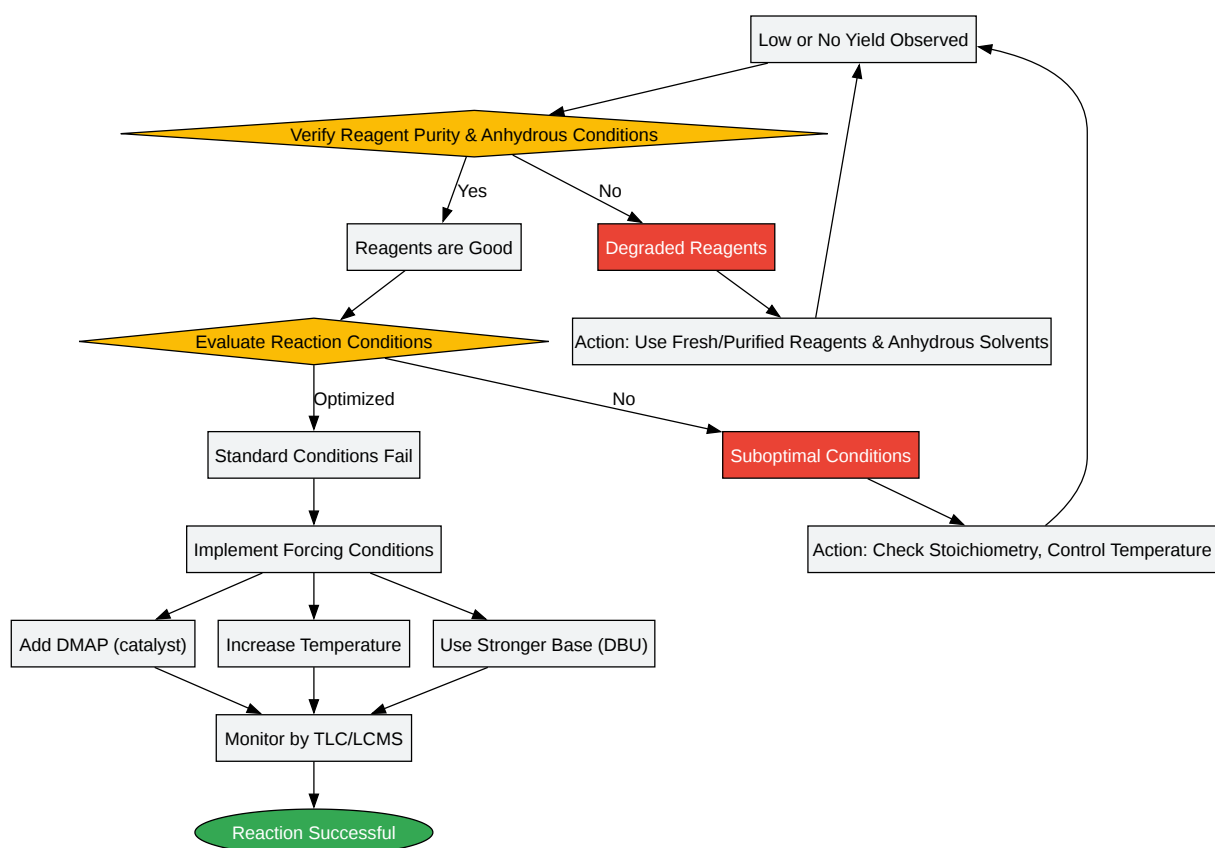 Low or No Yield Observed
Verify Reagent Purity & Anhydrous Conditions
Yes
No
Reagents are Good
Degraded Reagents
Evaluate Reaction Conditions
Action: Use Fresh/Purified Reagents & Anhydrous Solvents
Optimized
No
Standard Conditions Fail
Suboptimal Conditions
Implement Forcing Conditions
Action: Check Stoichiometry, Control Temperature
Add DMAP (catalyst)
Increase Temperature
Use Stronger Base (DBU)
Monitor by TLC/LCMS
Reaction Successful